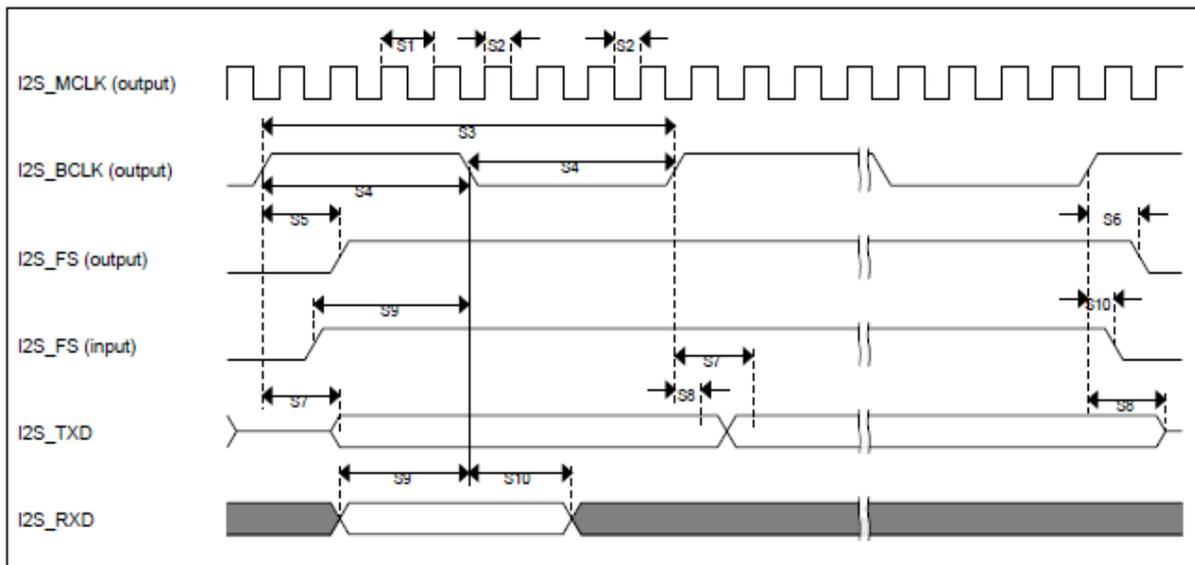 S1 S2 S2
I2S_MCLK (output)
S3
I2S_BCLK (output)
S4
S4
S5 S6
I2S_FS (output)
S9 S10
I2S_FS (input)
S7
S7 S8 S8
I2S_TXD
S9 S10
I2S_RXD